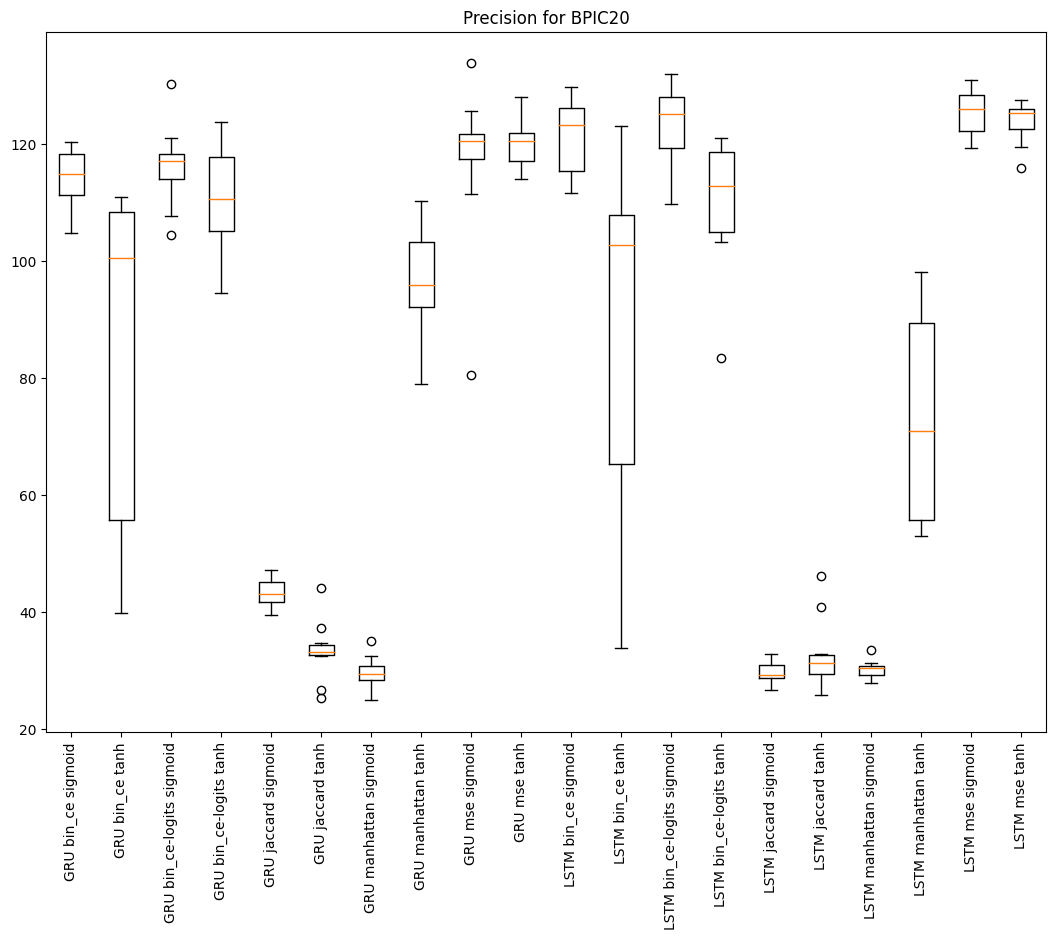 Precision for BPIC20
120
100
80
60
40
20
GRU bin_ce sigmoid
GRU bin_ce tanh
GRU bin_ce-logits sigmoid
GRU bin_ce-logits tanh
GRU jaccard sigmoid
GRU jaccard tanh
GRU manhattan sigmoid
GRU manhattan tanh
GRU mse sigmoid
GRU mse tanh
LSTM bin_ce sigmoid
LSTM bin_ce tanh
LSTM bin_ce-logits sigmoid
LSTM bin_ce-logits tanh
LSTM jaccard sigmoid
LSTM jaccard tanh
LSTM manhattan sigmoid
LSTM manhattan tanh
LSTM mse sigmoid
LSTM mse tanh